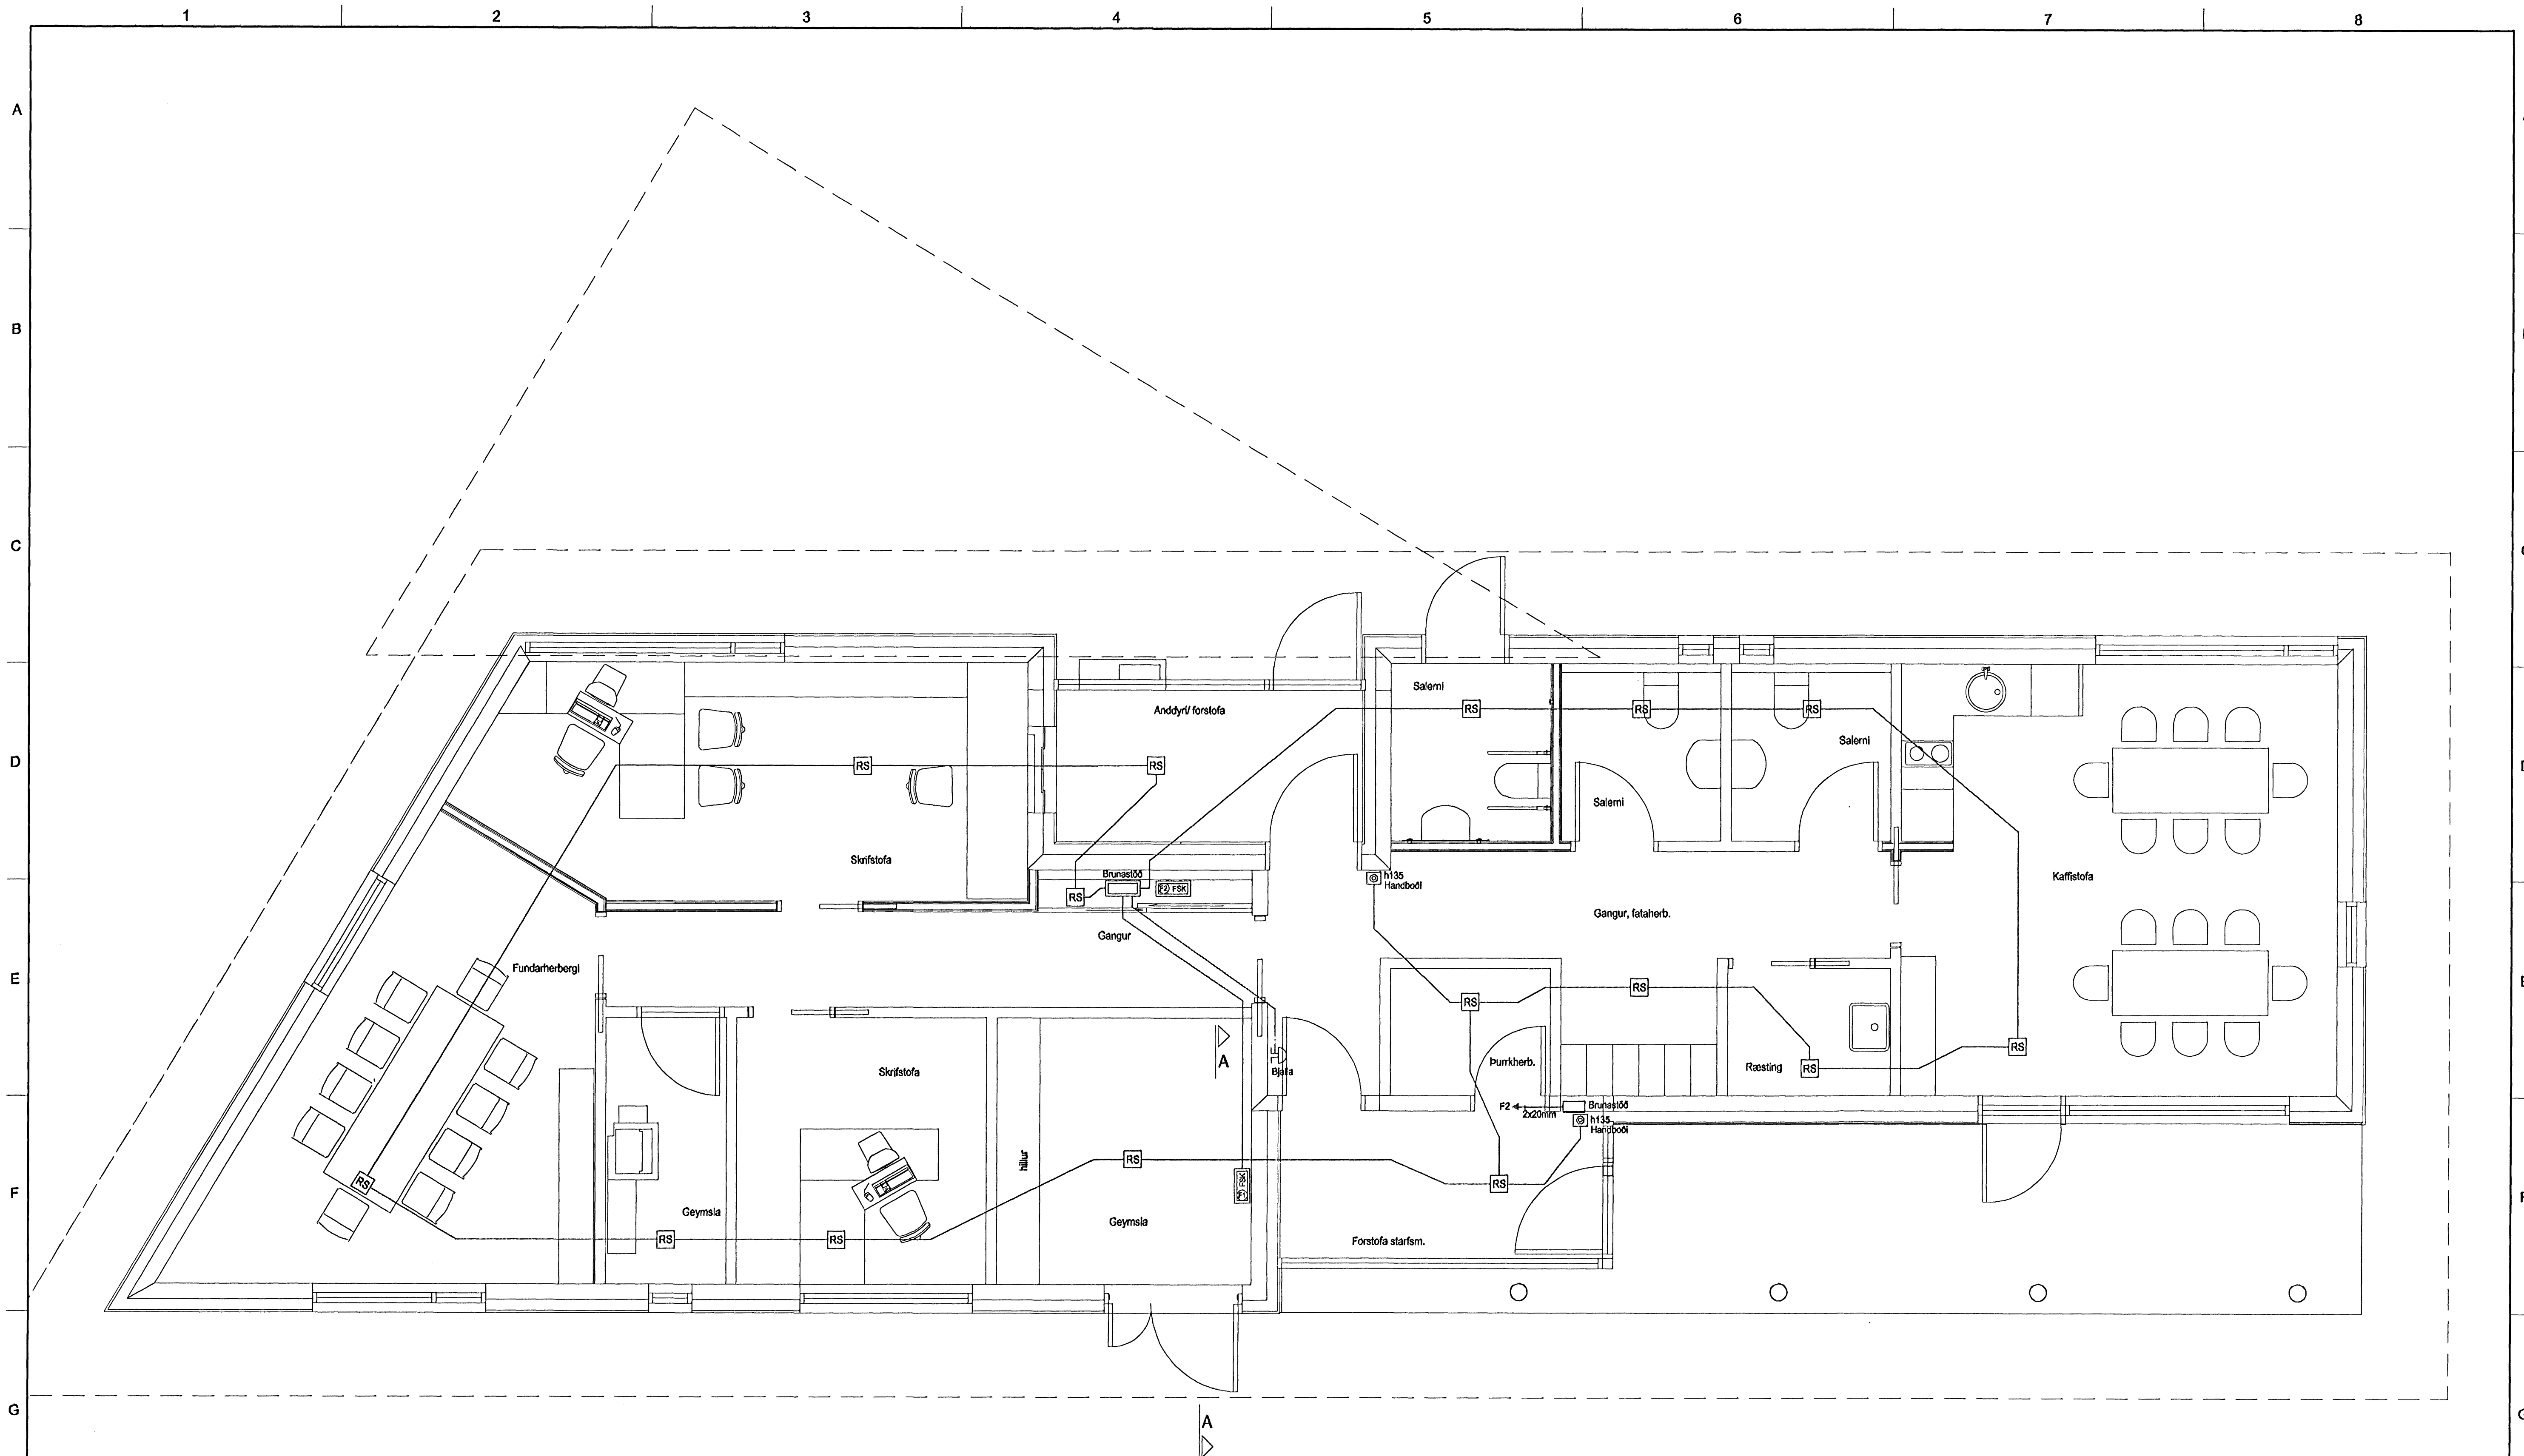 1 2 3 4 5 6 7 8
A
B
C
D
E
F
G
Salerni
Anddyri/ forstofa
RS
RS
RS
Salerni
RS
RS
Salerni
Skrifstofa
Brunastöð
RS
F2 FSK
h135
Handboði
Kaffistofa
Gangur, fataherb.
Gangur
Fundarherbergi
RS
RS
RS
A
Skrifstofa
Bjalla
Þurrkherb.
Ræsting
RS
F2
2x20mm
Brunastöð
h135
Handboði
hillur
RS
RS
FSK
RS
Geymsla
Geymsla
RS
RS
Forstofa starfsm.
A